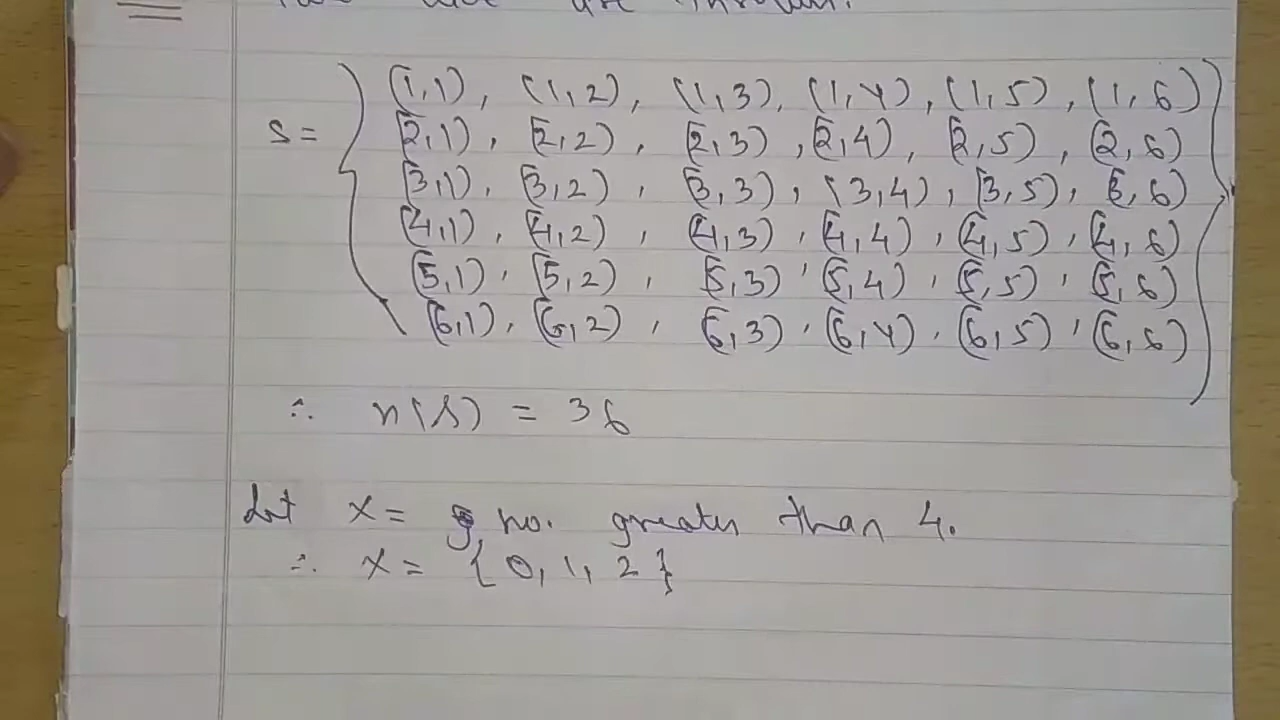 S = { (1,1), (1,2), (1,3), (1,4), (1,5), (1,6)
(2,1), (2,2), (2,3), (2,4), (2,5), (2,6)
(3,1), (3,2), (3,3), (3,4), (3,5), (3,6)
(4,1), (4,2), (4,3), (4,4), (4,5), (4,6)
(5,1), (5,2), (5,3), (5,4), (5,5), (5,6)
(6,1), (6,2), (6,3), (6,4), (6,5), (6,6) }
∴ n(S) = 36
Let X = no. greater than 4.
∴ X = {0, 1, 2}